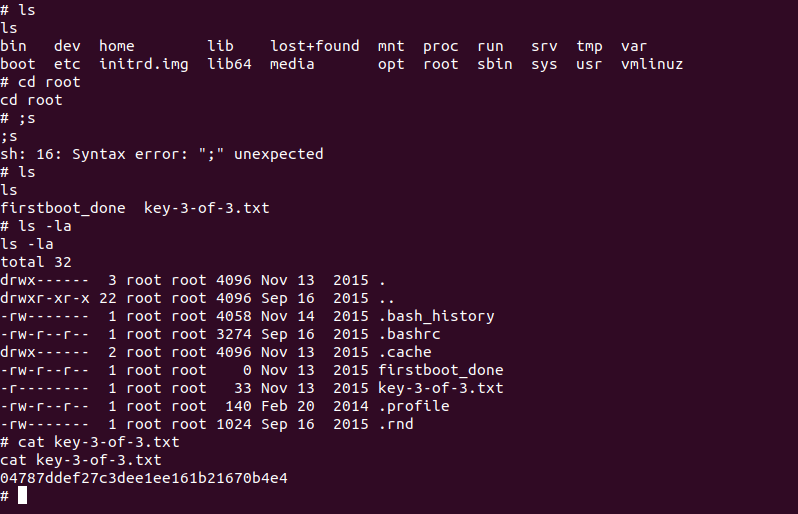 # ls
ls
bin   dev  home        lib    lost+found  mnt  proc  run   srv  tmp  var
boot  etc  initrd.img  lib64  media       opt  root  sbin  sys  usr  vmlinuz
# cd root
cd root
# ;s
;s
sh: 16: Syntax error: ";" unexpected
# ls
ls
firstboot_done  key-3-of-3.txt
# ls -la
ls -la
total 32
drwx------  3 root root 4096 Nov 13  2015 .
drwxr-xr-x 22 root root 4096 Sep 16  2015 ..
-rw-------  1 root root 4058 Nov 14  2015 .bash_history
-rw-r--r--  1 root root 3274 Sep 16  2015 .bashrc
drwx------  2 root root 4096 Nov 13  2015 .cache
-rw-r--r--  1 root root    0 Nov 13  2015 firstboot_done
-r--------  1 root root   33 Nov 13  2015 key-3-of-3.txt
-rw-r--r--  1 root root  140 Feb 20  2014 .profile
-rw-------  1 root root 1024 Sep 16  2015 .rnd
# cat key-3-of-3.txt
cat key-3-of-3.txt
04787ddef27c3dee1ee161b21670b4e4
#